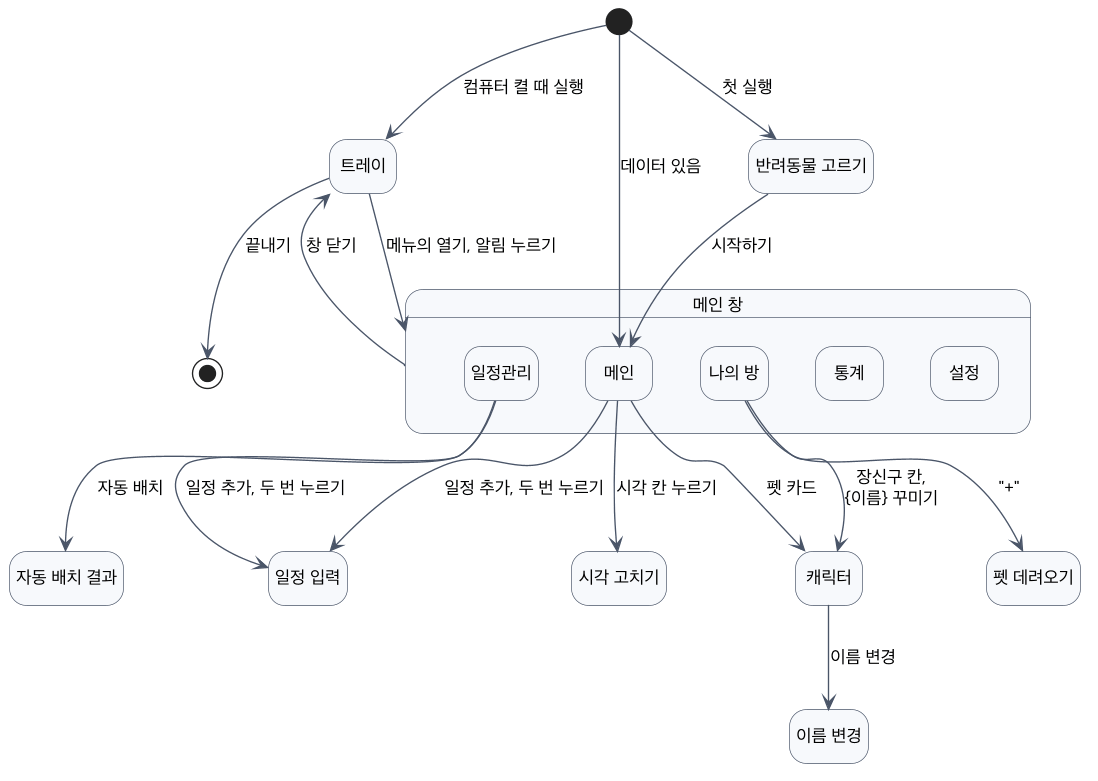 컴퓨터 켤 때 실행
첫 실행
데이터 있음
트레이
반려동물 고르기
끝내기
창 닫기
메뉴의 열기, 알림 누르기
시작하기
메인 창
일정관리
메인
나의 방
통계
설정
자동 배치
일정 추가, 두 번 누르기
일정 추가, 두 번 누르기
시각 칸 누르기
펫 카드
장신구 칸,
{이름} 꾸미기
"+"
자동 배치 결과
일정 입력
시각 고치기
캐릭터
펫 데려오기
이름 변경
이름 변경